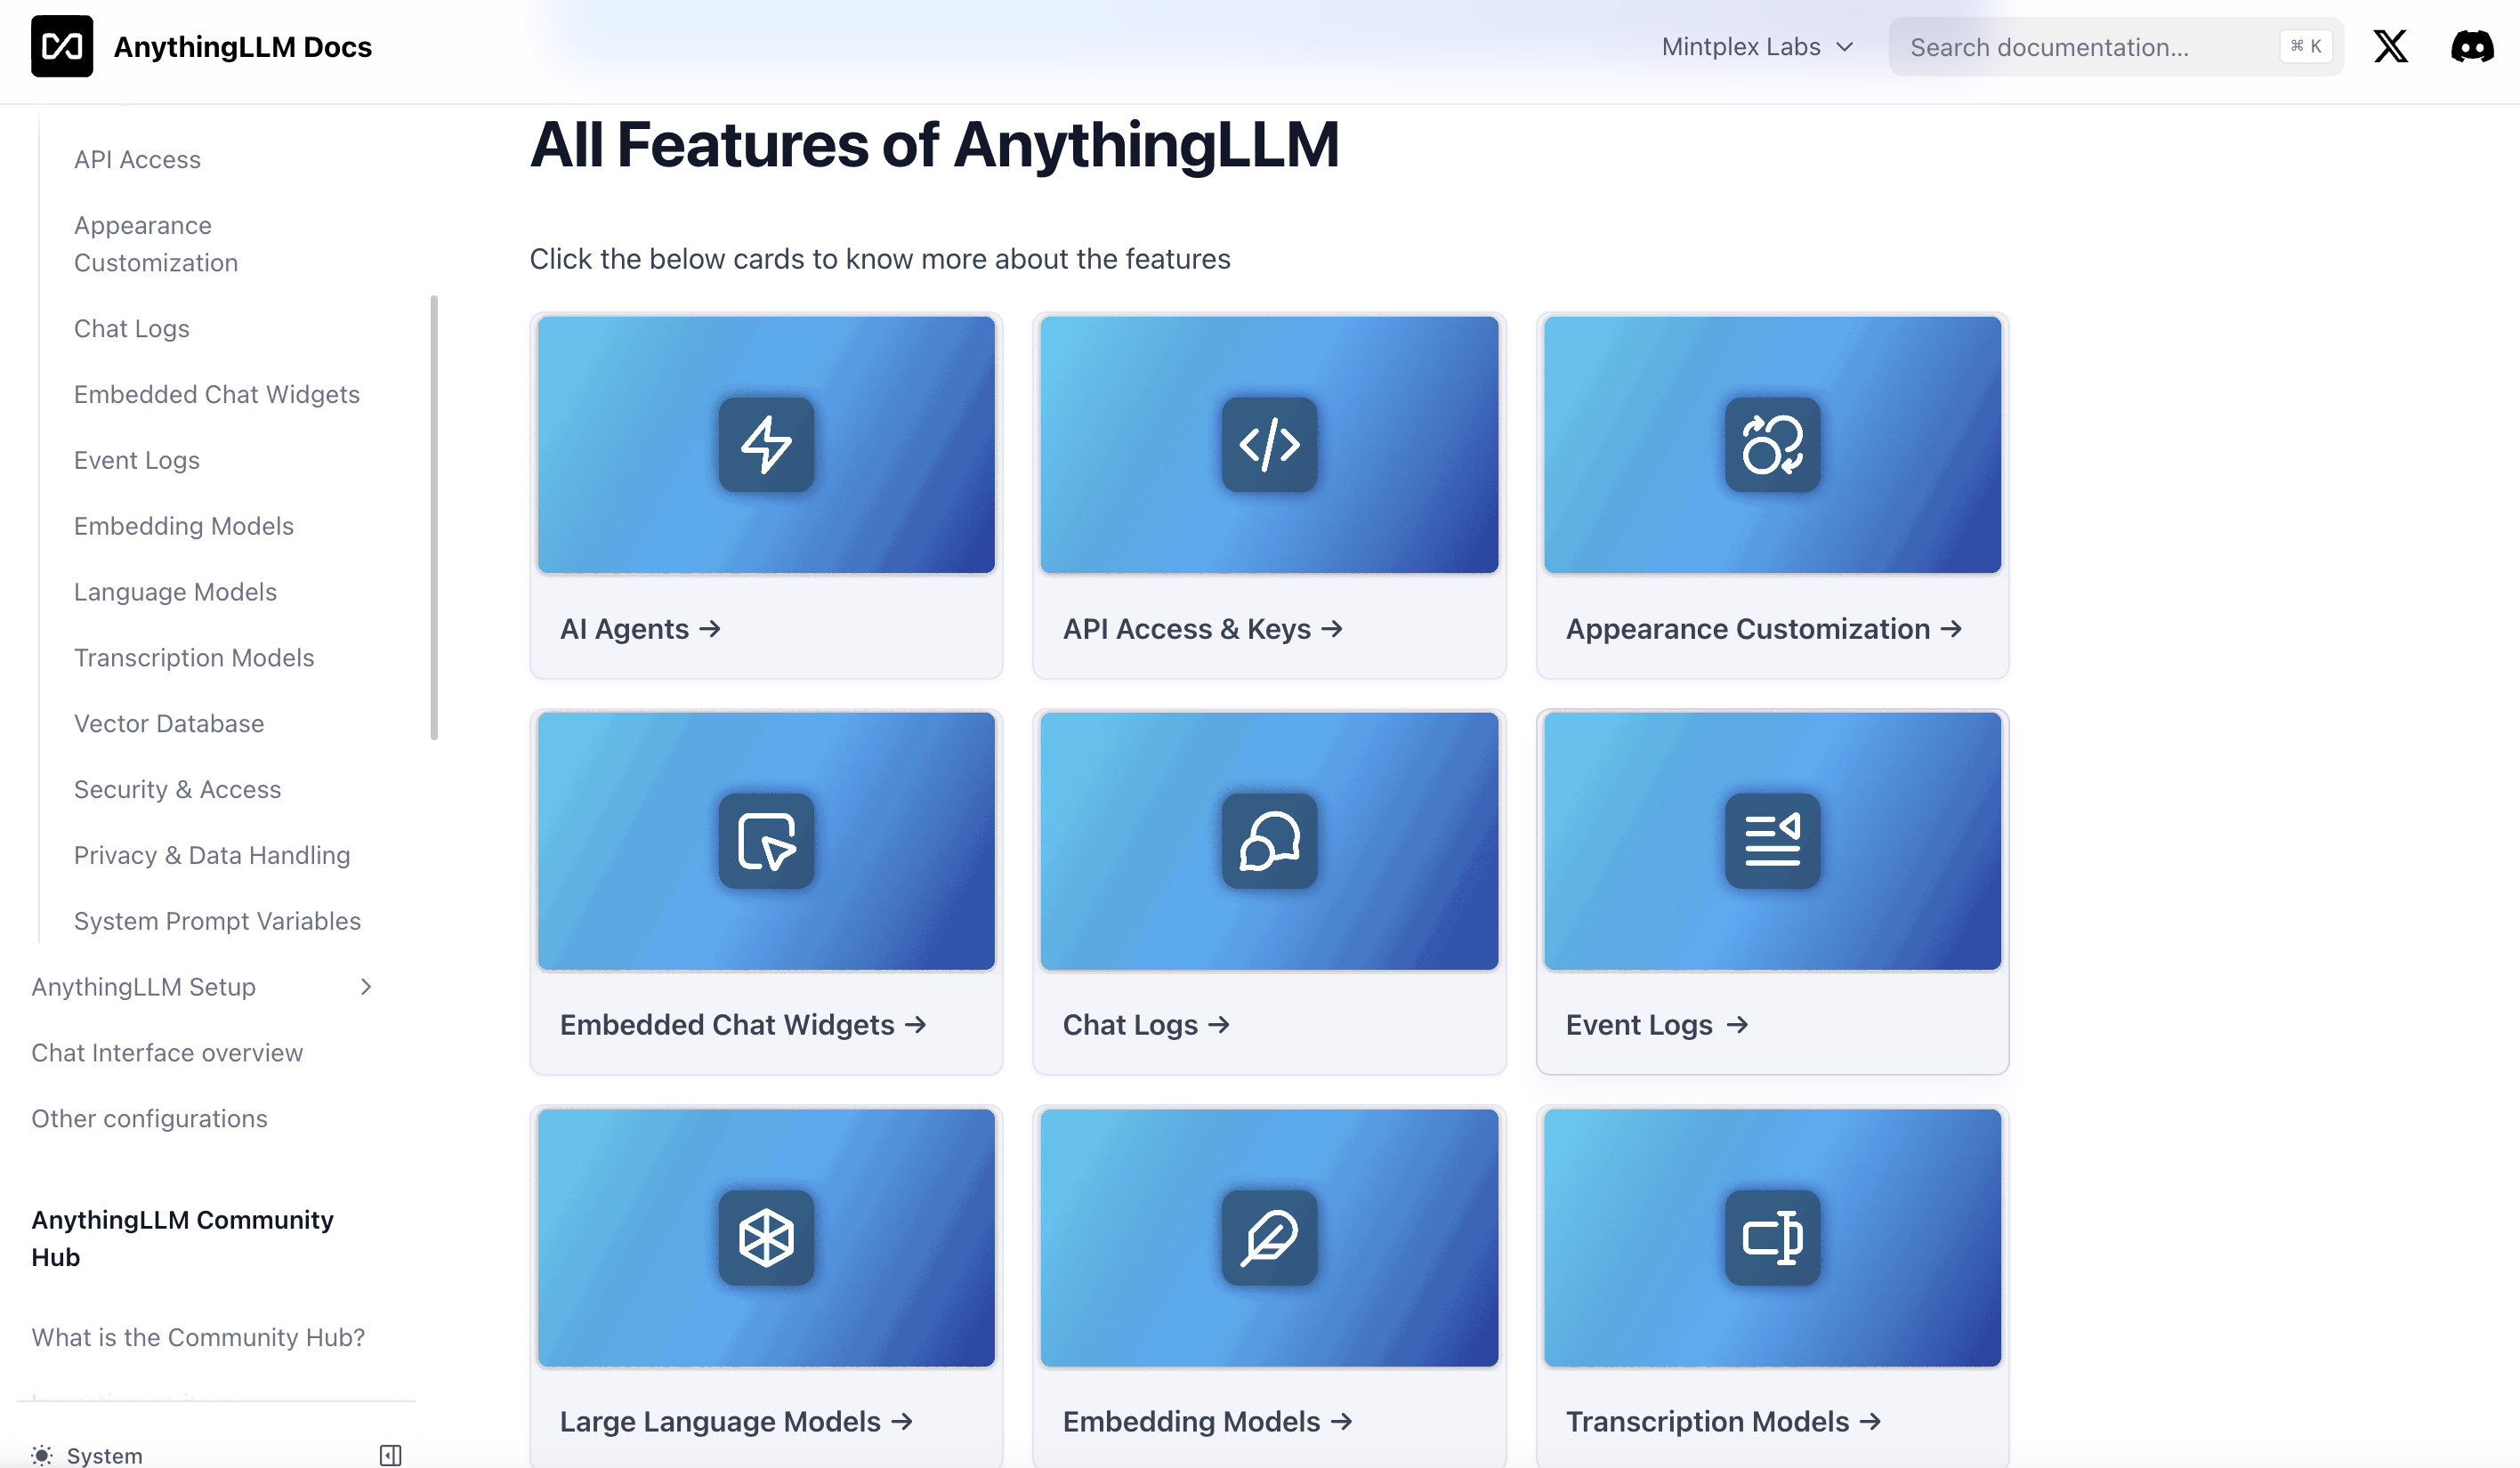 AnythingLLM Docs
Mintplex Labs
Search documentation...
⌘ K
API Access
Appearance
Customization
Chat Logs
Embedded Chat Widgets
Event Logs
Embedding Models
Language Models
Transcription Models
Vector Database
Security & Access
Privacy & Data Handling
System Prompt Variables
AnythingLLM Setup
Chat Interface overview
Other configurations
AnythingLLM Community
Hub
What is the Community Hub?
System
All Features of AnythingLLM
Click the below cards to know more about the features
AI Agents →
API Access & Keys →
Appearance Customization →
Embedded Chat Widgets →
Chat Logs →
Event Logs →
Large Language Models →
Embedding Models →
Transcription Models →